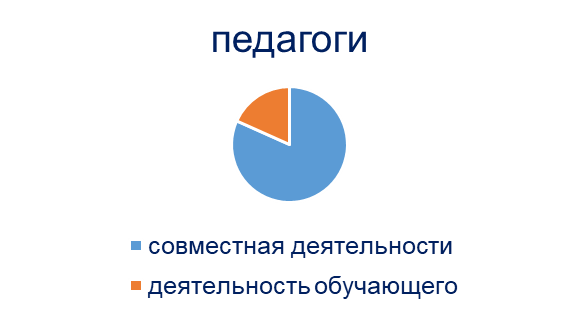 педагоги
совместная деятельности
деятельность обучающего